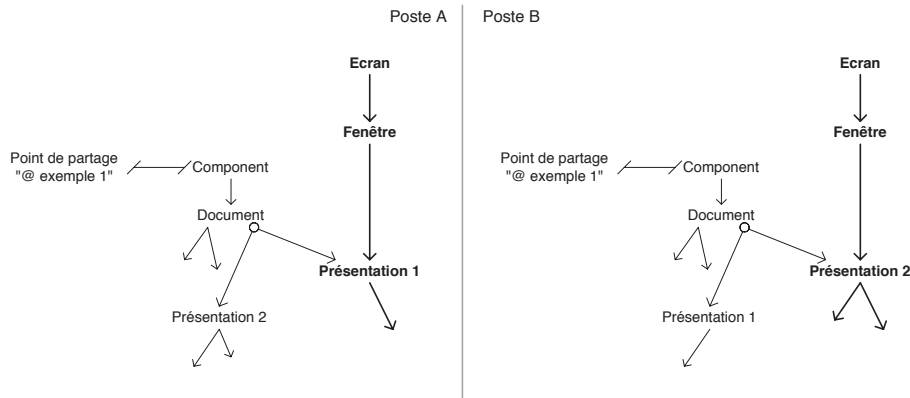 Poste A
Ecran
Fenêtre
Point de partage
"@ exemple 1"
Component
Document
Présentation 1
Présentation 2
Poste B
Ecran
Fenêtre
Point de partage
"@ exemple 1"
Component
Document
Présentation 2
Présentation 1